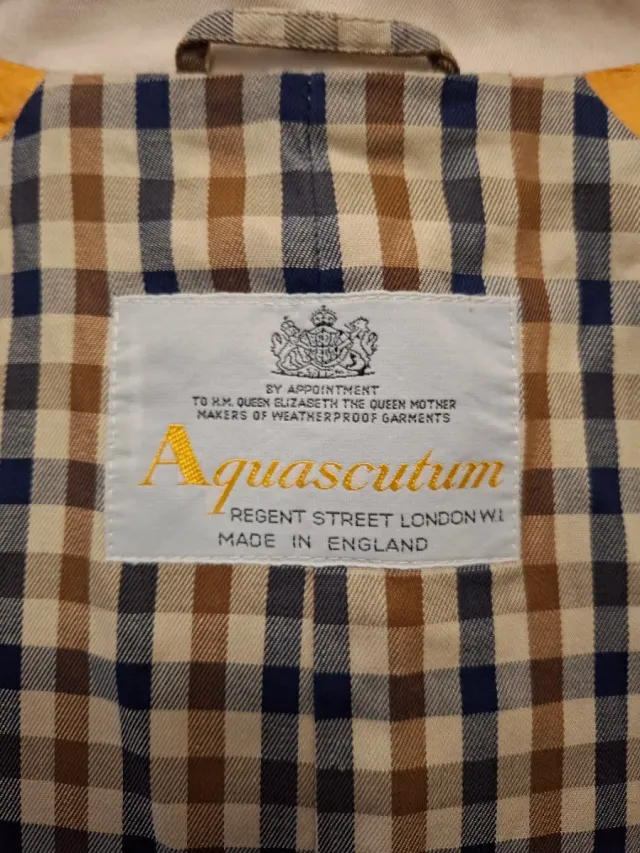 BY APPOINTMENT
TO H.M. QUEEN ELIZABETH THE QUEEN MOTHER
MAKERS OF WEATHERPROOF GARMENTS
Aquascutum
REGENT STREET LONDON W.1.
MADE IN ENGLAND